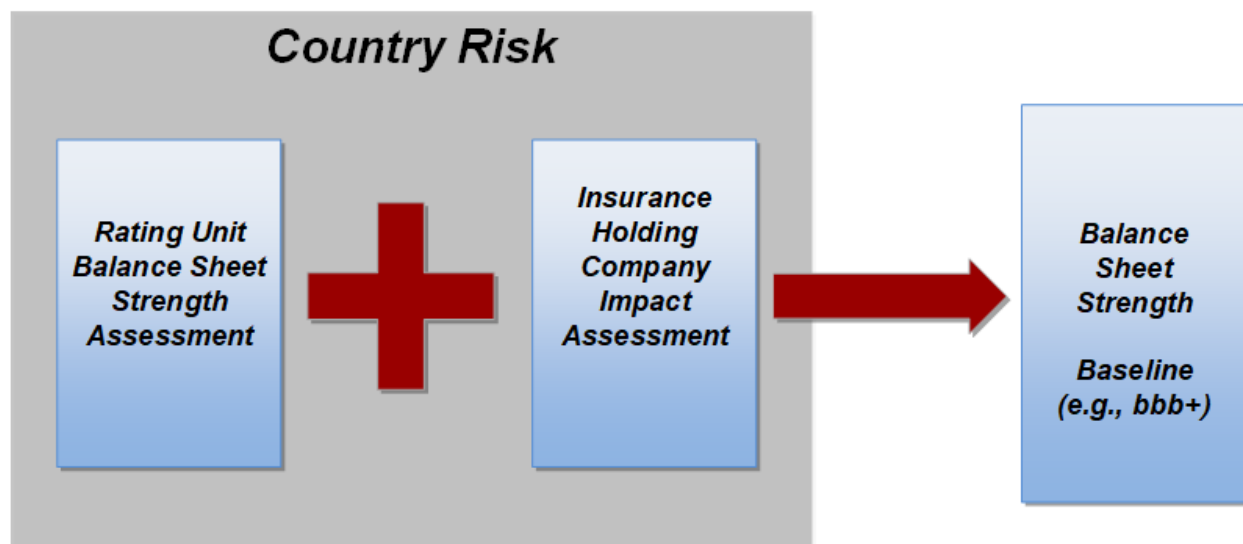 Country Risk
Rating Unit
Balance Sheet
Strength
Assessment
Insurance
Holding
Company
Impact
Assessment
Balance
Sheet
Strength
Baseline
(e.g., bbb+)